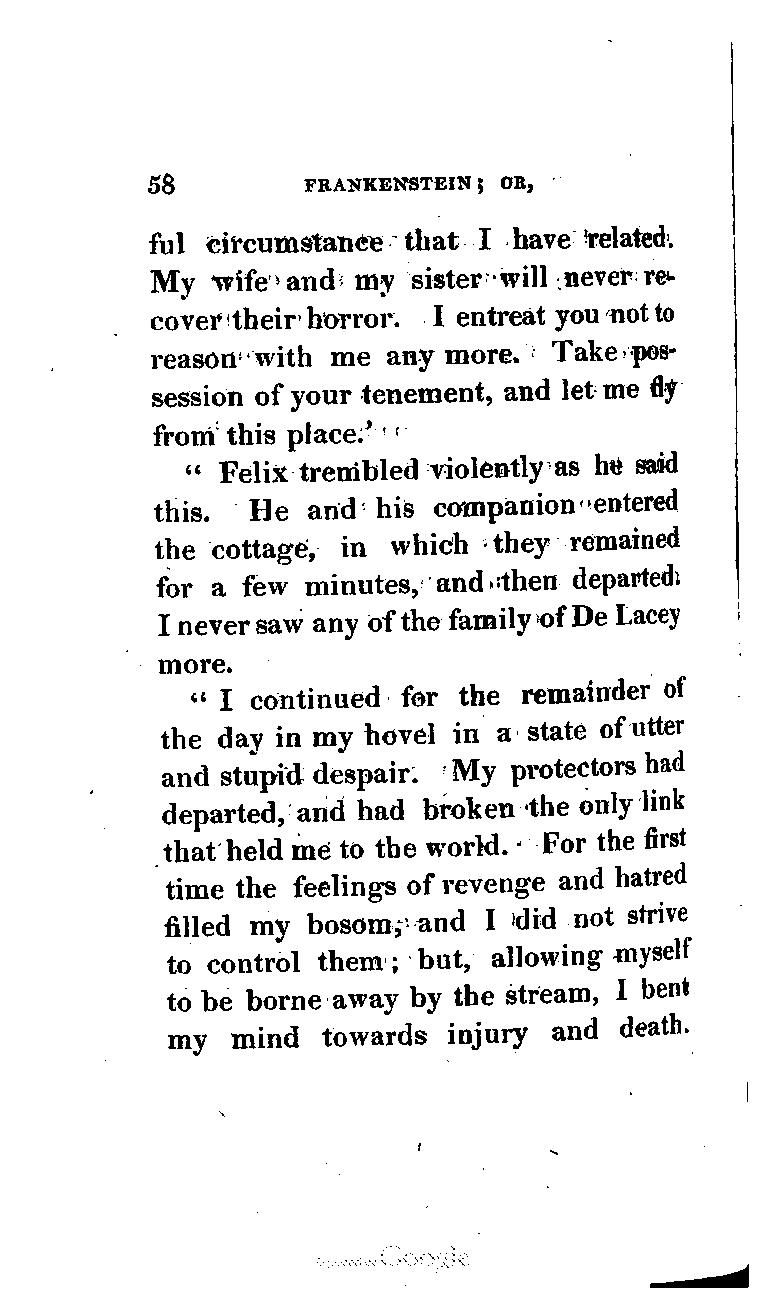 58 FRANKENSTEIN; OR,
ful circumstance that I have related.
My wife and my sister will never re-
cover their horror. I entreat you not to
reason with me any more. Take pos-
session of your tenement, and let me fly
from this place.'
“ Felix trembled violently as he said
this. He and his companion entered
the cottage, in which they remained
for a few minutes, and then departed.
I never saw any of the family of De Lacey
more.
“ I continued for the remainder of
the day in my hovel in a state of utter
and stupid despair. My protectors had
departed, and had broken the only link
that held me to the world. For the first
time the feelings of revenge and hatred
filled my bosom, and I did not strive
to control them; but, allowing myself
to be borne away by the stream, I bent
my mind towards injury and death.
Google